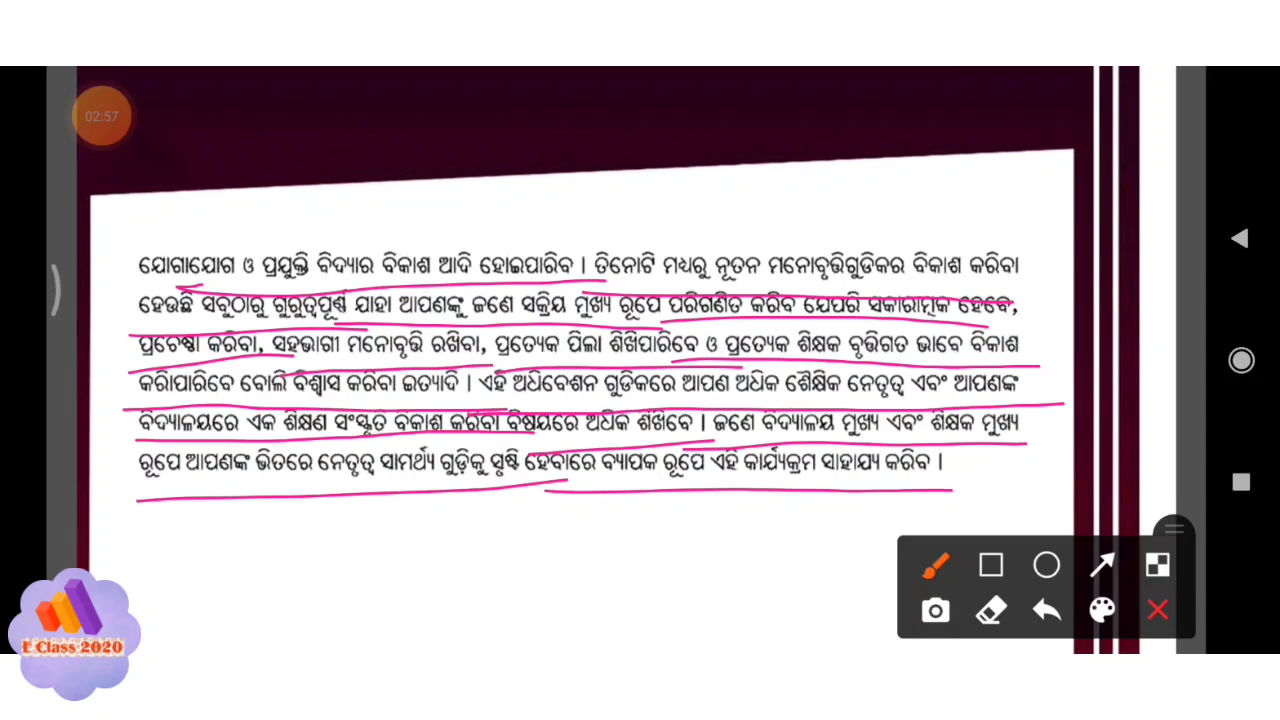 02:57
ଯୋଗାଯୋଗ ଓ ପ୍ରଯୁକ୍ତି ବିଦ୍ୟାର ବିକାଶ ଆଦି ହୋଇପାରିବ । ତିନୋଟି ମଧ୍ୟରୁ ନୂତନ ମନୋବୃତ୍ତିଗୁଡିକର ବିକାଶ କରିବା
ହେଉଛି ସବୁଠାରୁ ଗୁରୁତ୍ୱପୂର୍ଣ୍ଣ ଯାହା ଆପଣଙ୍କୁ ଜଣେ ସକ୍ରିୟ ମୁଖ୍ୟ ରୂପେ ପରିଗଣିତ କରିବ ଯେପରି ସକାରାତ୍ମକ ହେବେ,
ପ୍ରଚେଷ୍ଟା କରିବା, ସହଭାଗୀ ମନୋବୃତ୍ତି ରଖିବା, ପ୍ରତ୍ୟେକ ପିଲା ଶିଖିପାରିବେ ଓ ପ୍ରତ୍ୟେକ ଶିକ୍ଷକ ବୃତ୍ତିଗତ ଭାବେ ବିକାଶ
କରିାପାରିବେ ବୋଲି ବିଶ୍ୱାସ କରିବା ଇତ୍ୟାଦି । ଏହି ଅଧିବେଶନ ଗୁଡିକରେ ଆପଣ ଅଧିକ ଶୈକ୍ଷିକ ନେତୃତ୍ୱ ଏବଂ ଆପଣଙ୍କ
ବିଦ୍ୟାଳୟରେ ଏକ ଶିକ୍ଷଣ ସଂସ୍କୃତି ବିକାଶ କରିବା ବିଷୟରେ ଅଧିକ ଶିଖିବେ । ଜଣେ ବିଦ୍ୟାଳୟ ମୁଖ୍ୟ ଏବଂ ଶିକ୍ଷକ ମୁଖ୍ୟ
ରୂପେ ଆପଣଙ୍କ ଭିତରେ ନେତୃତ୍ୱ ସାମର୍ଥ୍ୟ ଗୁଡ଼ିକୁ ସୃଷ୍ଟି ହେବାରେ ବ୍ୟାପକ ରୂପେ ଏହି କାର୍ଯ୍ୟକ୍ରମ ସାହାଯ୍ୟ କରିବ ।
E Class 2020